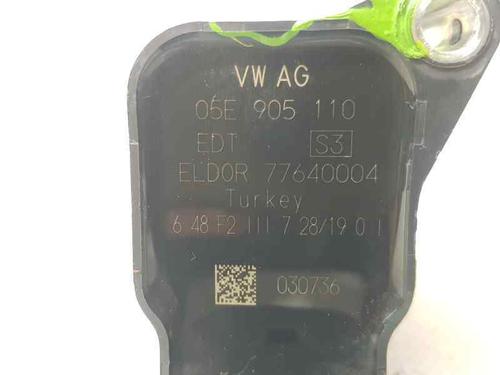 VW AG
05E 905 110
EDT S3
ELDOR 77640004
Turkey
6 48 F2 111 7 28/19 0 1
030736